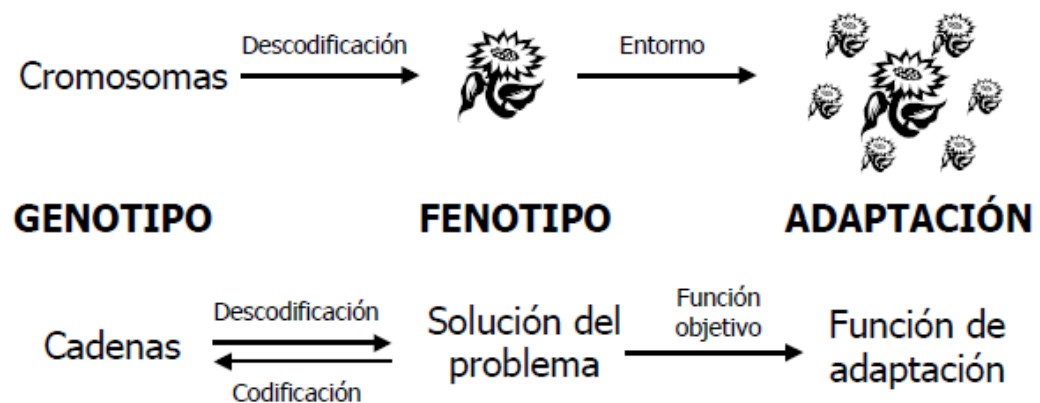 Descodificación
Entorno
Cromosomas
GENOTIPO
FENOTIPO
ADAPTACIÓN
Descodificación
Cadenas
Codificación
Solución del
problema
Función
objetivo
Función de
adaptación